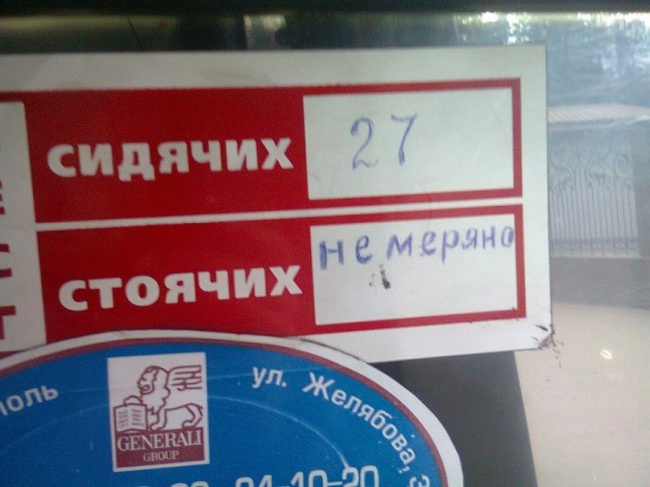 сидячих 27
стоячих не меряно
ул. Желябова,
GENERALI
GROUP